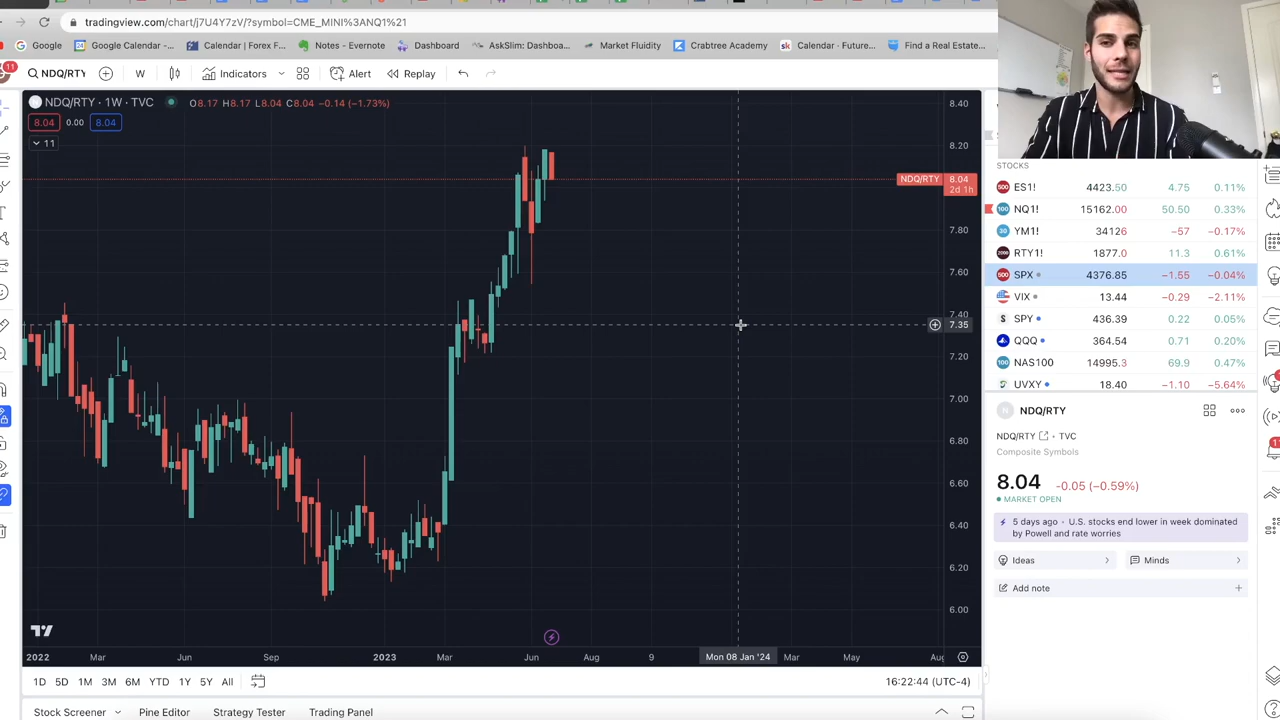 tradingview.com/chart/j7U4Y7zV/?symbol=CME_MINI%3ANQ1%21
Google
Google Calendar -...
Calendar | Forex F...
Notes - Evernote
Dashboard
AskSlim: Dashboa...
Market Fluidity
Crabtree Academy
sk
Calendar · Future...
Find a Real Estate...
11
NDQ/RTY
W
Indicators
Alert
Replay
N
NDQ/RTY · 1W · TVC
O8.17 H8.17 L8.04 C8.04 −0.14 (−1.73%)
8.04
0.00
8.04
11
8.40
8.20
NDQ/RTY
8.04
2d 1h
7.80
7.60
7.40
7.35
7.20
7.00
6.80
6.60
6.40
6.20
6.00
2022
Mar
Jun
Sep
2023
Mar
Jun
Aug
9
Mon 08 Jan '24
Mar
May
Aug
1D 5D 1M 3M 6M YTD 1Y 5Y All
16:22:44 (UTC-4)
Stock Screener
Pine Editor
Strategy Tester
Trading Panel
STOCKS
500 ES1! 4423.50 4.75 0.11%
100 NQ1! 15162.00 50.50 0.33%
30 YM1! 34126 −57 −0.17%
2000 RTY1! 1877.0 11.3 0.61%
500 SPX 4376.85 −1.55 −0.04%
VIX 13.44 −0.29 −2.11%
S SPY 436.39 0.22 0.05%
QQQ 364.54 0.71 0.20%
100 NAS100 14995.3 69.9 0.47%
UVXY 18.40 −1.10 −5.64%
N NDQ/RTY
NDQ/RTY · TVC
Composite Symbols
8.04 −0.05 (−0.59%)
MARKET OPEN
5 days ago · U.S. stocks end lower in week dominated
by Powell and rate worries
Ideas
Minds
Add note